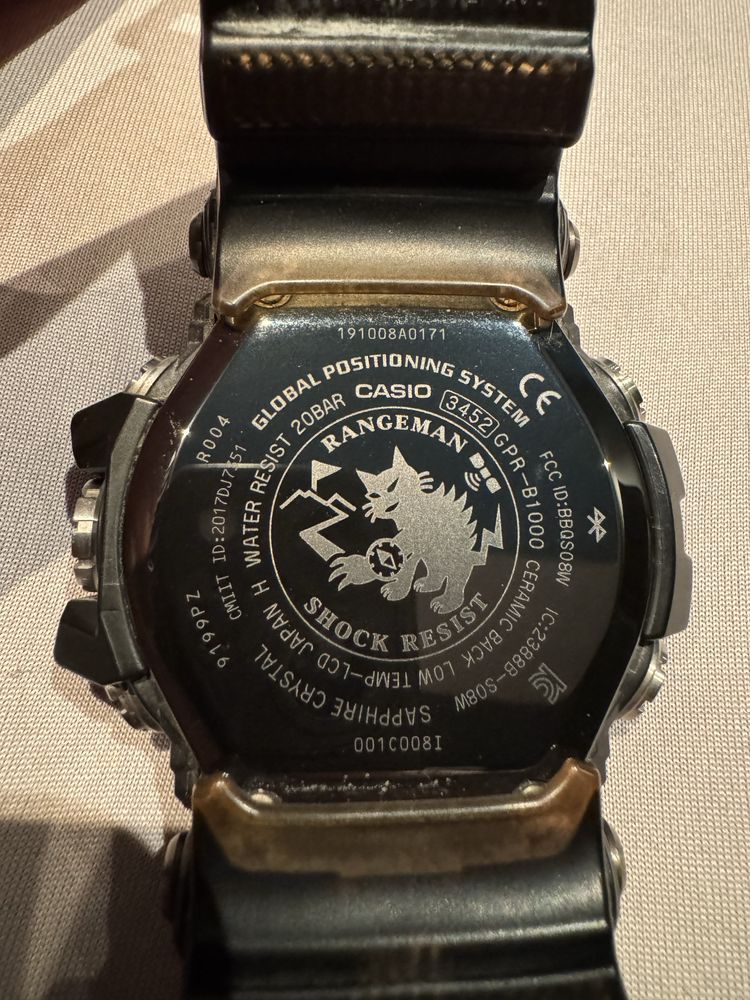 191008A0171
GLOBAL POSITIONING SYSTEM
CE
R004 WATER RESIST 20BAR CASIO 3452 GPR-B1000 CERAMIC BACK LOW TEMP-LCD JAPAN H
RANGEMAN
SHOCK RESIST
FCC ID:BBQS08W IC:2388B-S08W
CMIIT ID:2017DJ7351
9199PZ
SAPPHIRE CRYSTAL
001C008I